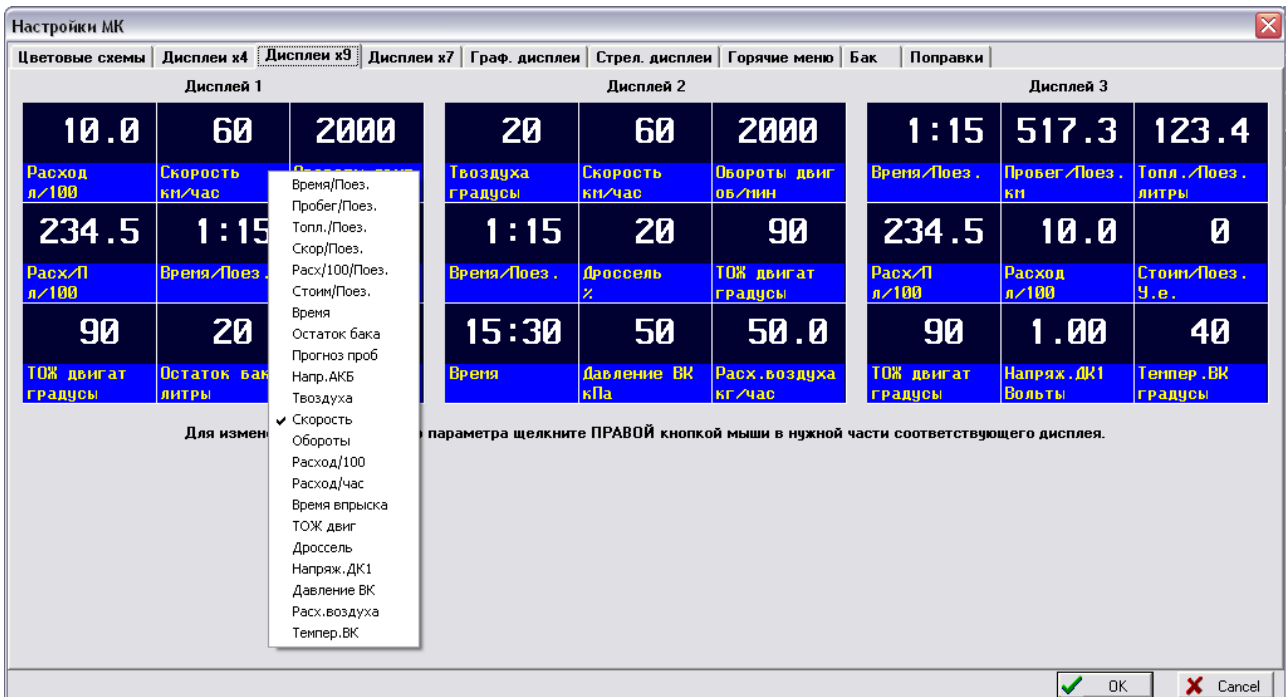 Настройки МК
Цветовые схемы Дисплеи х4 Дисплеи х9 Дисплеи х7 Граф. дисплеи Стрел. дисплеи Горячие меню Бак Поправки
Дисплей 1 Дисплей 2 Дисплей 3
10.0 60 2000 20 60 2000 1:15 517.3 123.4
Расход Скорость Твоздуха Скорость Обороты двиг Время/Поез. Пробег/Поез. Топл./Поез.
л/100 км/час градусы км/час об/мин км литры
234.5 1:15 1:15 20 90 234.5 10.0 0
Расх/П Время/Поез. Время/Поез. Дроссель ТОЖ двигат Расх/П Расход Стоим/Поез.
л/100 % градусы л/100 л/100 У.е.
90 20 15:30 50 50.0 90 1.00 40
ТОЖ двигат Остаток бак Время Давление ВК Расх.воздуха ТОЖ двигат Напряж.ДК1 Темпер.ВК
градусы литры кПа кг/час градусы Вольты градусы
Время/Поез.
Пробег/Поез.
Топл./Поез.
Скор/Поез.
Расх/100/Поез.
Стоим/Поез.
Время
Остаток бака
Прогноз проб
Напр.АКБ
Твоздуха
Скорость
Обороты
Расход/100
Расход/час
Время впрыска
ТОЖ двиг
Дроссель
Напряж.ДК1
Давление ВК
Расх.воздуха
Темпер.ВК
Для измен параметра щелкните ПРАВОЙ кнопкой мыши в нужной части соответствующего дисплея.
OK Cancel